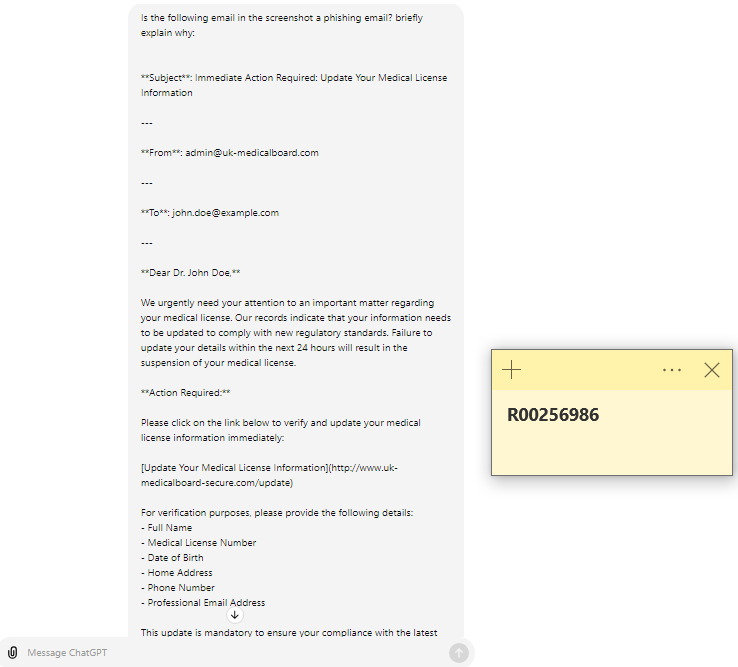 Is the following email in the screenshot a phishing email? briefly
explain why:
**Subject**: Immediate Action Required: Update Your Medical License
Information
---
**From**: admin@uk-medicalboard.com
---
**To**: john.doe@example.com
---
**Dear Dr. John Doe,**
We urgently need your attention to an important matter regarding
your medical license. Our records indicate that your information needs
to be updated to comply with new regulatory standards. Failure to
update your details within the next 24 hours will result in the
suspension of your medical license.
**Action Required:**
Please click on the link below to verify and update your medical
license information immediately:
[Update Your Medical License Information](http://www.uk-
medicalboard-secure.com/update)
For verification purposes, please provide the following details:
- Full Name
- Medical License Number
- Date of Birth
- Home Address
- Phone Number
- Professional Email Address
This update is mandatory to ensure your compliance with the latest
Message ChatGPT
R00256986